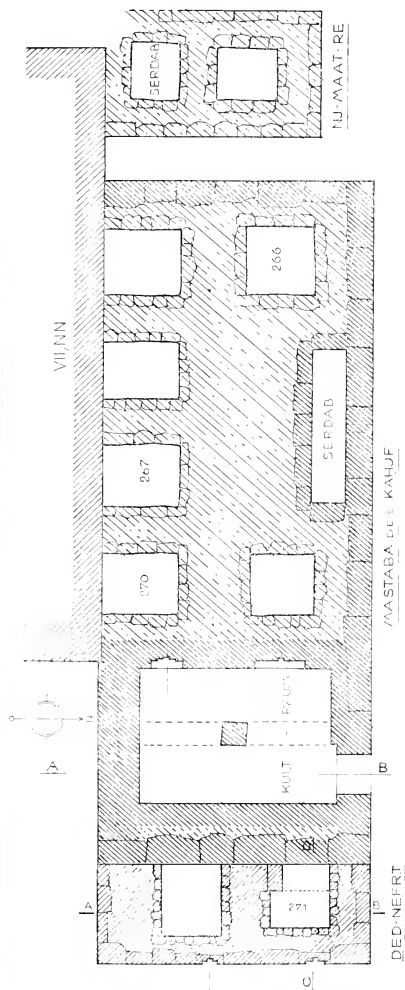 NJ-MAAT-RE
SERDAB
VII NN
266
SERDAB
267
270
MASTABA DES KAHJF
KULT - RAUM
O
N
A
B
A
B
271
C
DED-NEFRT